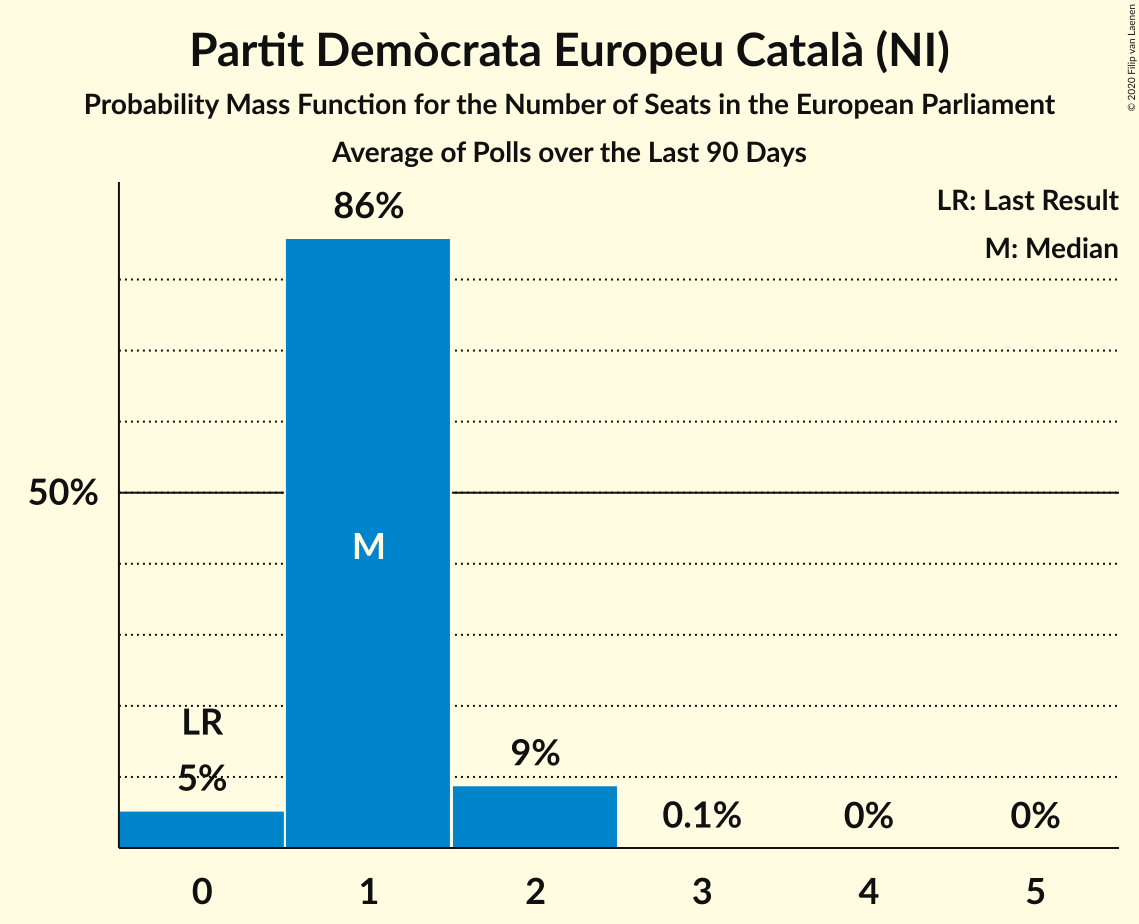 Partit Demòcrata Europeu Català (NI)
Probability Mass Function for the Number of Seats in the European Parliament
Average of Polls over the Last 90 Days
© 2020 Filip van Laenen
LR: Last Result
M: Median
86%
50%
M
LR
5%
9%
0.1%
0%
0%
0 1 2 3 4 5